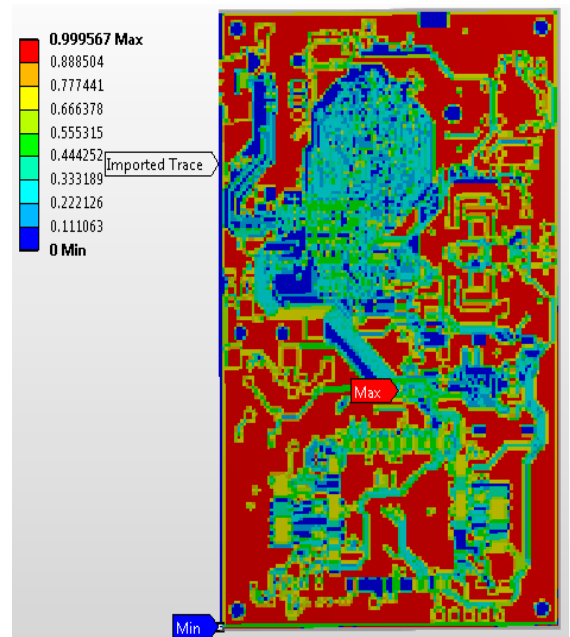 0.999567 Max
0.888504
0.777441
0.666378
0.555315
0.444252
0.333189
0.222126
0.111063
0 Min
Imported Trace
Max
Min